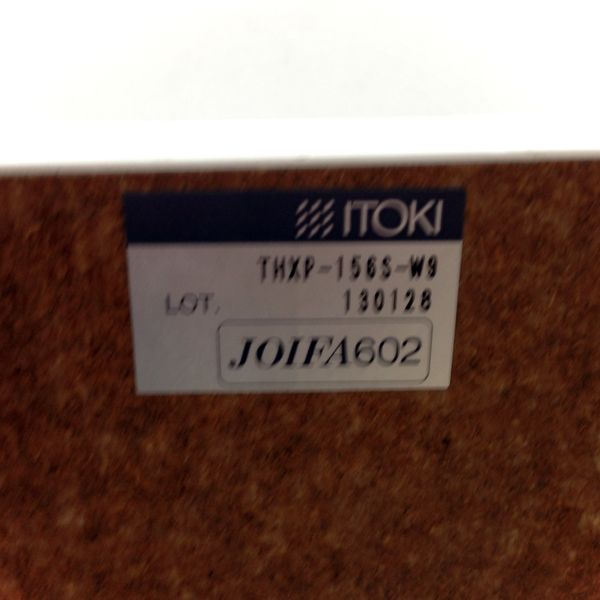 ITOKI
THXP-156S-W9
LOT. 130128
JOIFA602